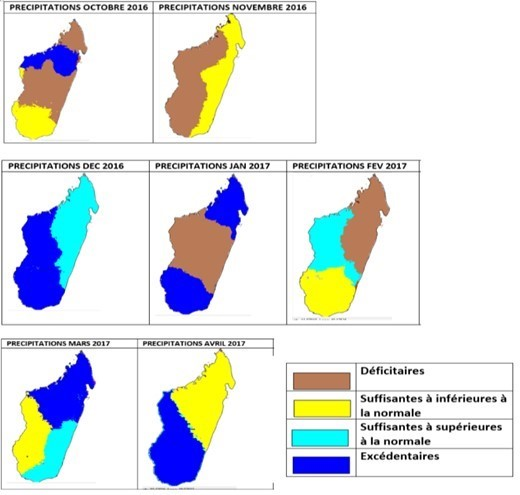 PRECIPITATIONS OCTOBRE 2016
PRECIPITATIONS NOVEMBRE 2016
PRECIPITATIONS DEC 2016
PRECIPITATIONS JAN 2017
PRECIPITATIONS FEV 2017
PRECIPITATIONS MARS 2017
PRECIPITATIONS AVRIL 2017
Déficitaires
Suffisantes à inférieures à
la normale
Suffisantes à supérieures
à la normale
Excédentaires